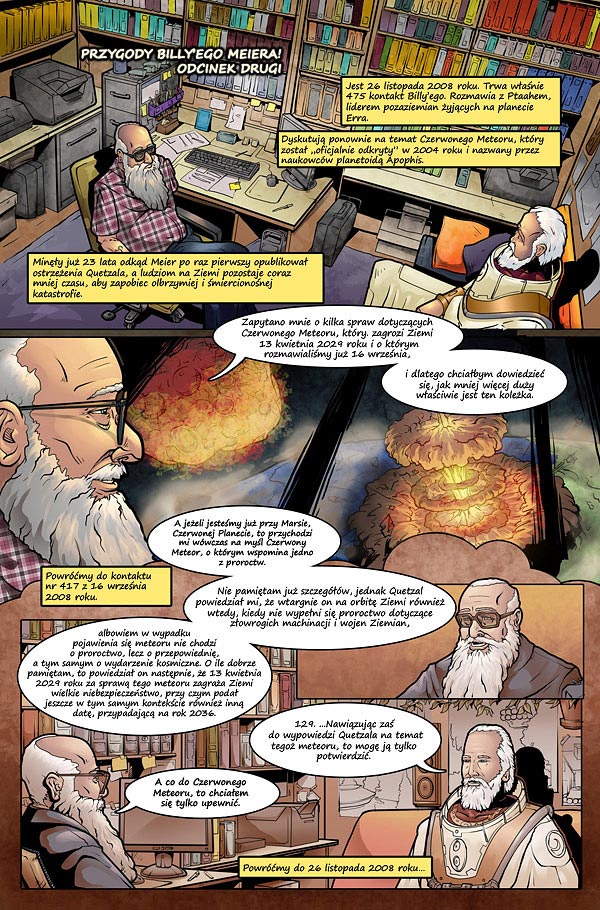 PRZYGODY BILLY'EGO MEIERA!
ODCINEK DRUGI
Jest 26 listopada 2008 roku. Trwa właśnie
475 kontakt Billy'ego. Rozmawia z Ptaahem,
liderem pozaziemian żyjących na planecie
Erra.
Dyskutują ponownie na temat Czerwonego Meteoru, który
został „oficjalnie odkryty" w 2004 roku i nazwany przez
naukowców planetoidą Apophis.
Minęły już 23 lata odkąd Meier po raz pierwszy opublikował
ostrzeżenia Quetzala, a ludziom na Ziemi pozostaje coraz
mniej czasu, aby zapobiec olbrzymiej i śmiercionośnej
katastrofie.
Zapytano mnie o kilka spraw dotyczących
Czerwonego Meteoru, który. zagrozi Ziemi
13 kwietnia 2029 roku i o którym
rozmawialiśmy już 16 września,
i dlatego chciałbym dowiedzieć
się, jak mniej więcej duży
właściwie jest ten koleżka.
A jeżeli jesteśmy już przy Marsie,
Czerwonej Planecie, to przychodzi
mi wówczas na myśl Czerwony
Meteor, o którym wspomina jedno
z proroctw.
Powróćmy do kontaktu
nr 417 z 16 września
2008 roku.
Nie pamiętam już szczegółów, jednak Quetzal
powiedział mi, że wtargnie on na orbitę Ziemi również
wtedy, kiedy nie wypełni się proroctwo dotyczące
złowrogich machinacji i wojen Ziemian,
albowiem w wypadku
pojawienia się meteoru nie chodzi
o proroctwo, lecz o przepowiednię,
a tym samym o wydarzenie kosmiczne. O ile dobrze
pamiętam, to powiedział on następnie, że 13 kwietnia
2029 roku za sprawą tego meteoru zagraża Ziemi
wielkie niebezpieczeństwo, przy czym podał
jeszcze w tym samym kontekście również inną
datę, przypadającą na rok 2036.
129. ...Nawiązując zaś
do wypowiedzi Quetzala na temat
tegoż meteoru, to mogę ją tylko
potwierdzić.
A co do Czerwonego
Meteoru, to chciałem
się tylko upewnić.
Powróćmy do 26 listopada 2008 roku...